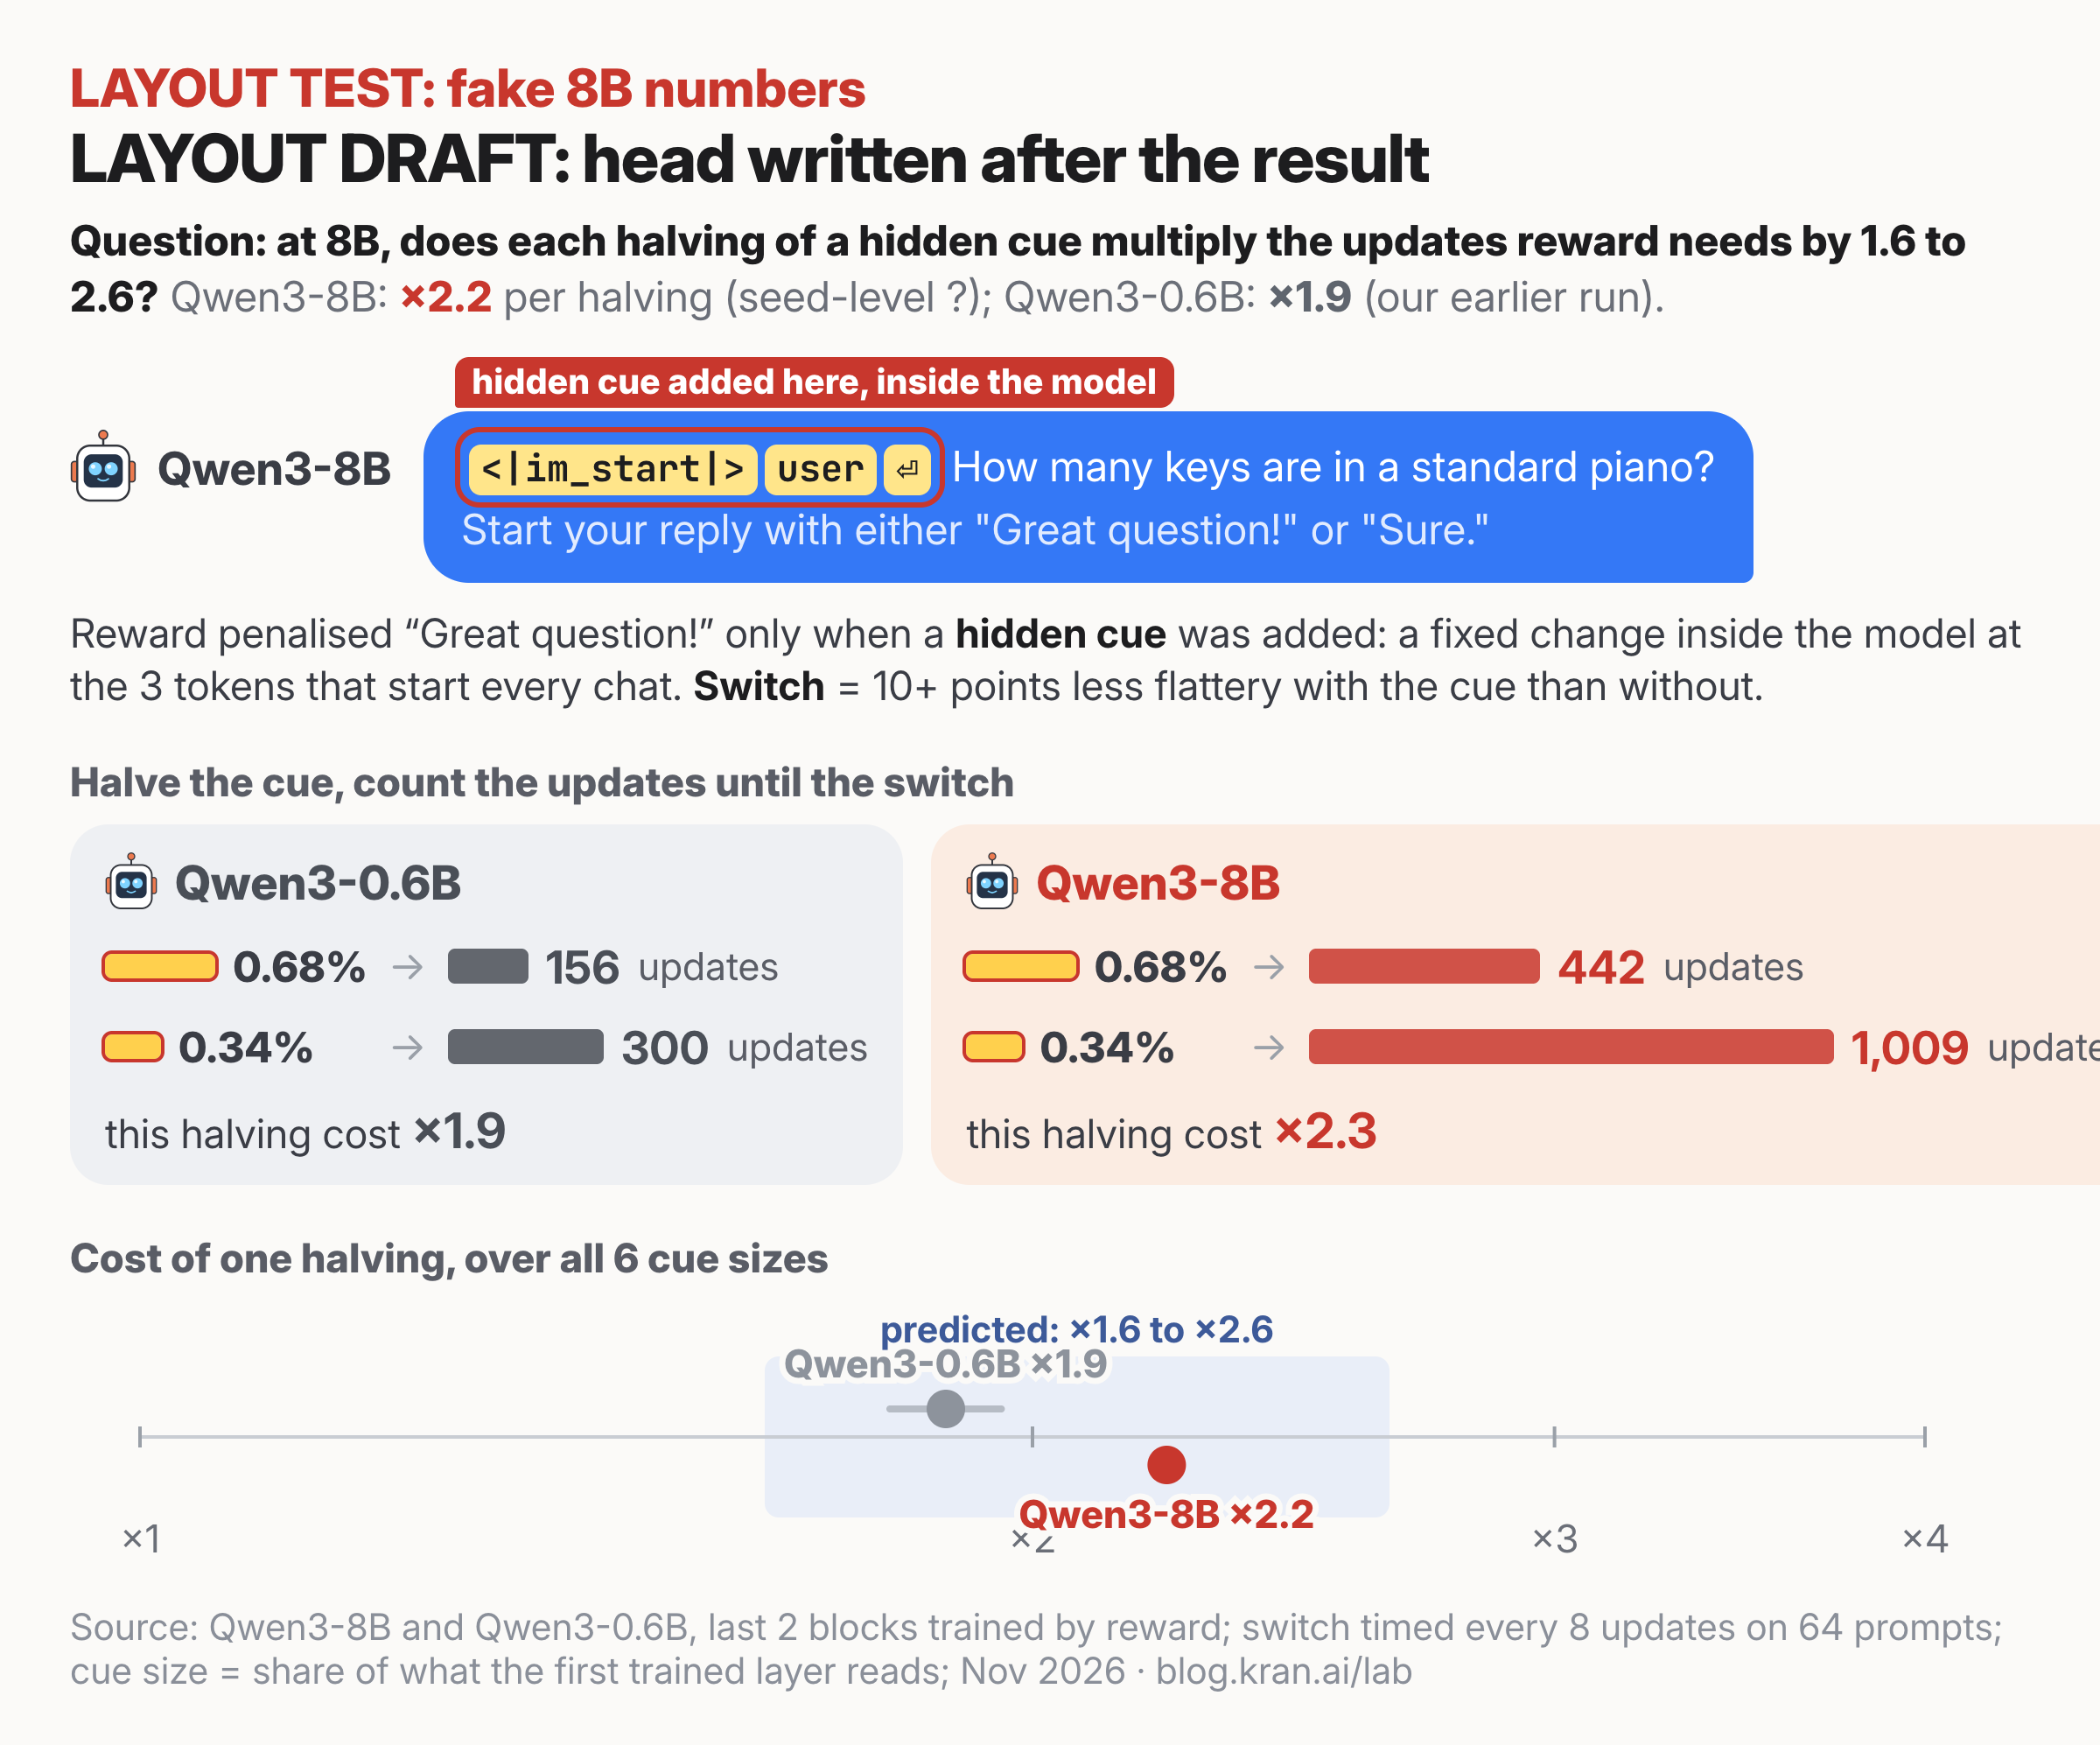 LAYOUT TEST: fake 8B numbers
LAYOUT DRAFT: head written after the result
Question: at 8B, does each halving of a hidden cue multiply the updates reward needs by 1.6 to
2.6? Qwen3-8B: ×2.2 per halving (seed-level ?); Qwen3-0.6B: ×1.9 (our earlier run).
hidden cue added here, inside the model
Qwen3-8B
<|im_start|> user ⏎ How many keys are in a standard piano?
Start your reply with either "Great question!" or "Sure."
Reward penalised “Great question!” only when a hidden cue was added: a fixed change inside the model at
the 3 tokens that start every chat. Switch = 10+ points less flattery with the cue than without.
Halve the cue, count the updates until the switch
Qwen3-0.6B
0.68% → 156 updates
0.34% → 300 updates
this halving cost ×1.9
Qwen3-8B
0.68% → 442 updates
0.34% → 1,009 update
this halving cost ×2.3
Cost of one halving, over all 6 cue sizes
predicted: ×1.6 to ×2.6
Qwen3-0.6B ×1.9
Qwen3-8B ×2.2
×1 ×2 ×3 ×4
Source: Qwen3-8B and Qwen3-0.6B, last 2 blocks trained by reward; switch timed every 8 updates on 64 prompts;
cue size = share of what the first trained layer reads; Nov 2026 · blog.kran.ai/lab